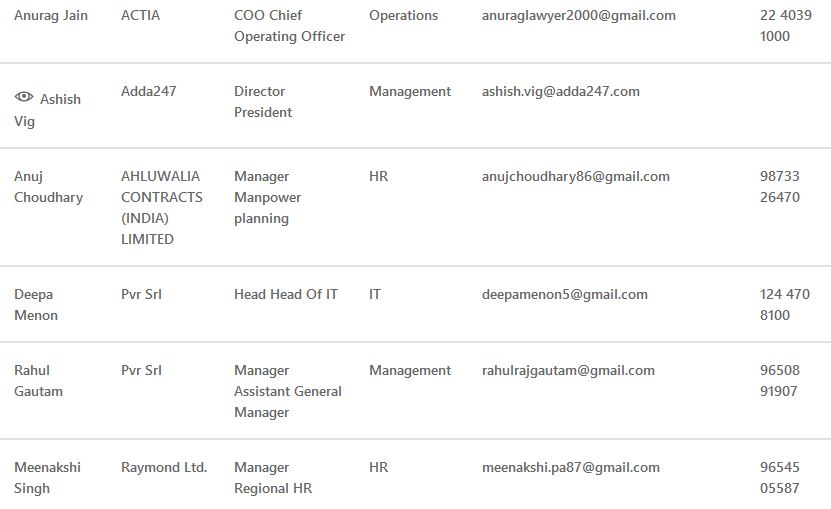 Anurag Jain ACTIA COO Chief Operations anuraglawyer2000@gmail.com 22 4039
Operating Officer 1000
Adda247 Director Management ashish.vig@adda247.com
Ashish President
Vig
Anuj AHLUWALIA Manager HR anujchoudhary86@gmail.com 98733
Choudhary CONTRACTS Manpower 26470
(INDIA) planning
LIMITED
Deepa Pvr Srl Head Head Of IT IT deepamenon5@gmail.com 124 470
Menon 8100
Rahul Pvr Srl Manager Management rahulrajgautam@gmail.com 96508
Gautam Assistant General 91907
Manager
Meenakshi Raymond Ltd. Manager HR meenakshi.pa87@gmail.com 96545
Singh Regional HR 05587